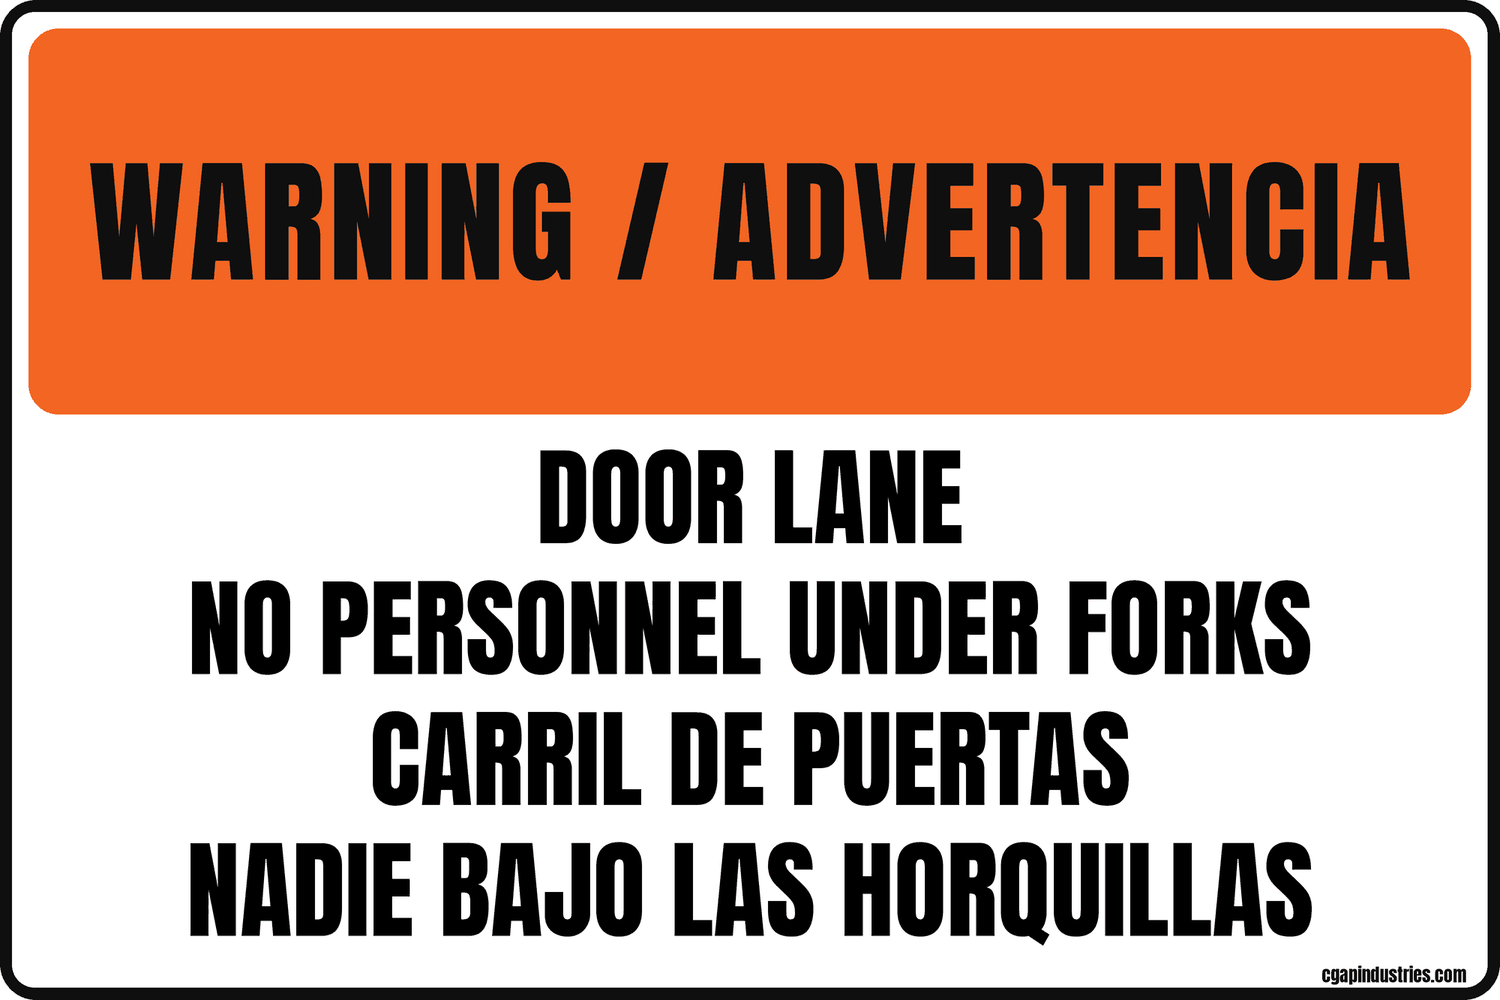 WARNING / ADVERTENCIA
DOOR LANE
NO PERSONNEL UNDER FORKS
CARRIL DE PUERTAS
NADIE BAJO LAS HORQUILLAS
cgapindustries.com